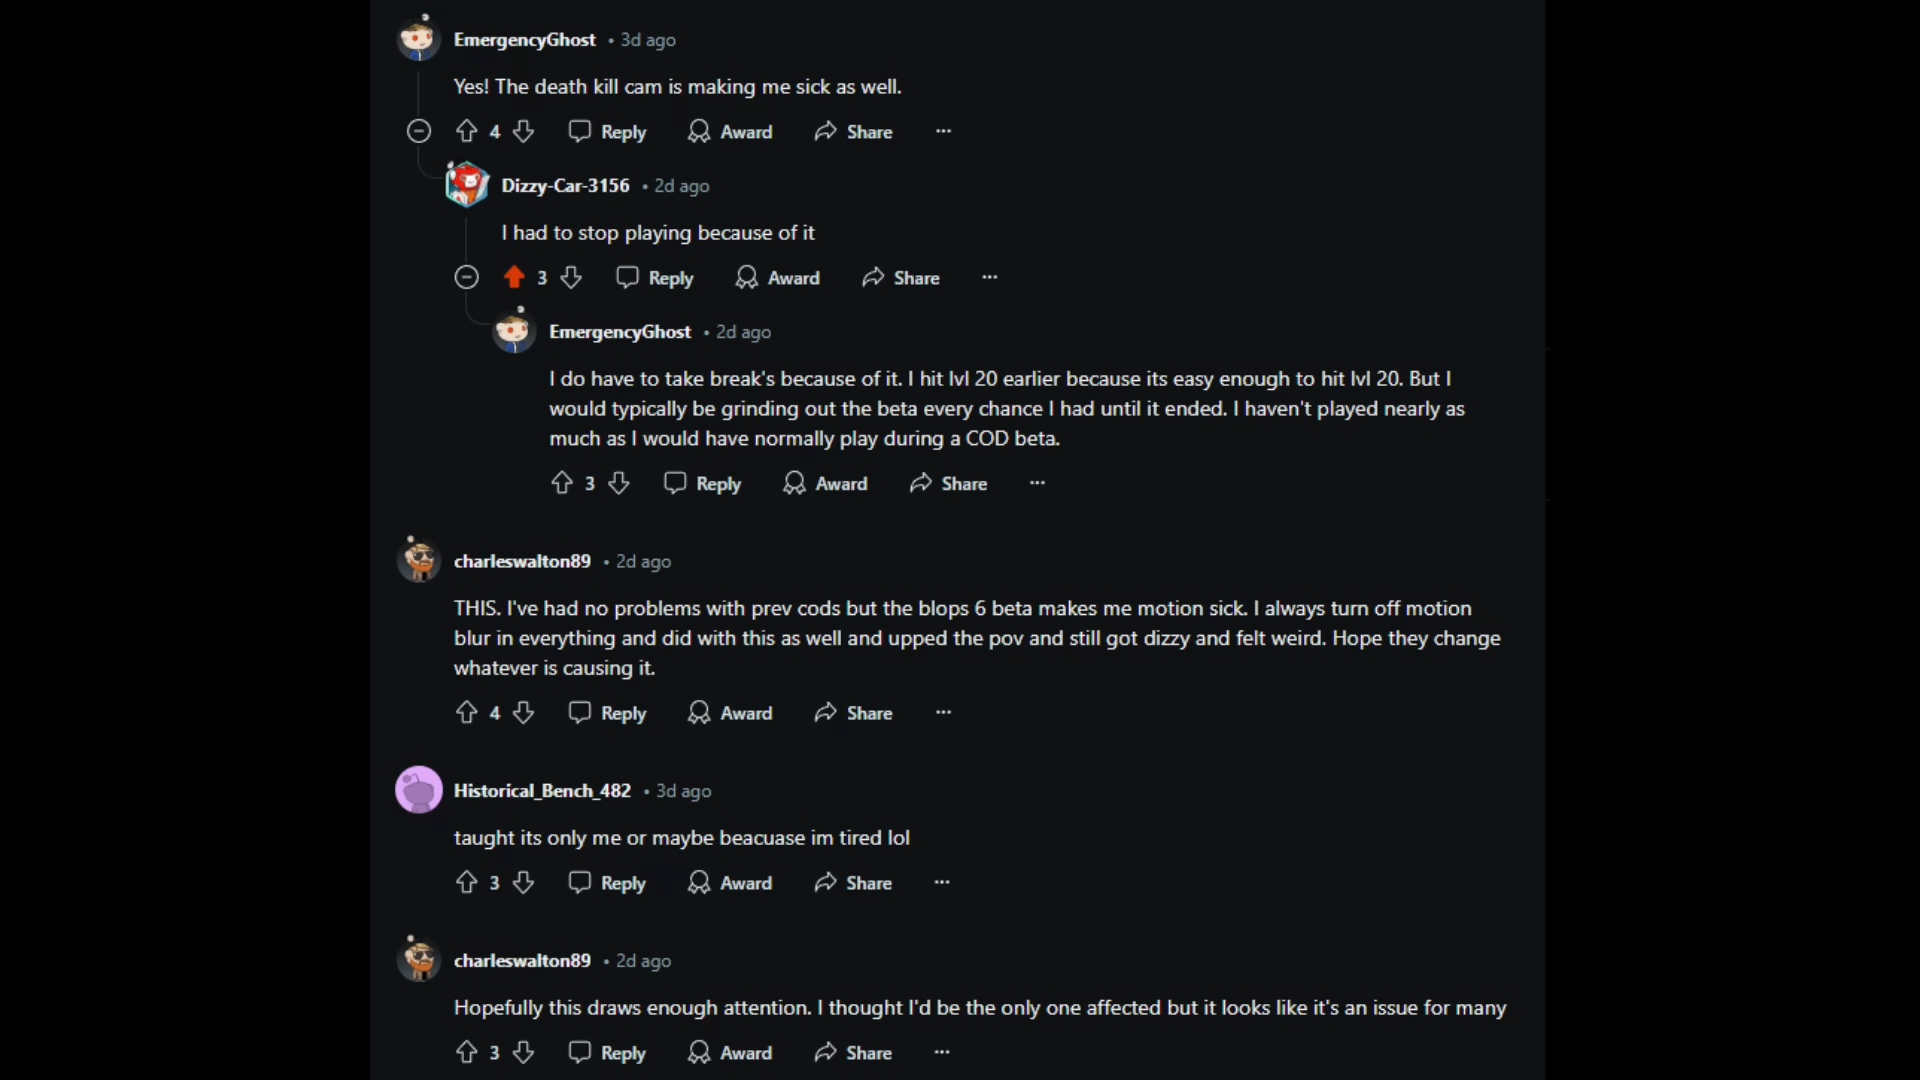 EmergencyGhost • 3d ago
Yes! The death kill cam is making me sick as well.
4 Reply Award Share ...
Dizzy-Car-3156 • 2d ago
I had to stop playing because of it
3 Reply Award Share ...
EmergencyGhost • 2d ago
I do have to take break's because of it. I hit lvl 20 earlier because its easy enough to hit lvl 20. But I
would typically be grinding out the beta every chance I had until it ended. I haven't played nearly as
much as I would have normally play during a COD beta.
3 Reply Award Share ...
charleswalton89 • 2d ago
THIS. I've had no problems with prev cods but the blops 6 beta makes me motion sick. I always turn off motion
blur in everything and did with this as well and upped the pov and still got dizzy and felt weird. Hope they change
whatever is causing it.
4 Reply Award Share ...
Historical_Bench_482 • 3d ago
taught its only me or maybe beacuase im tired lol
3 Reply Award Share ...
charleswalton89 • 2d ago
Hopefully this draws enough attention. I thought I'd be the only one affected but it looks like it's an issue for many
3 Reply Award Share ...